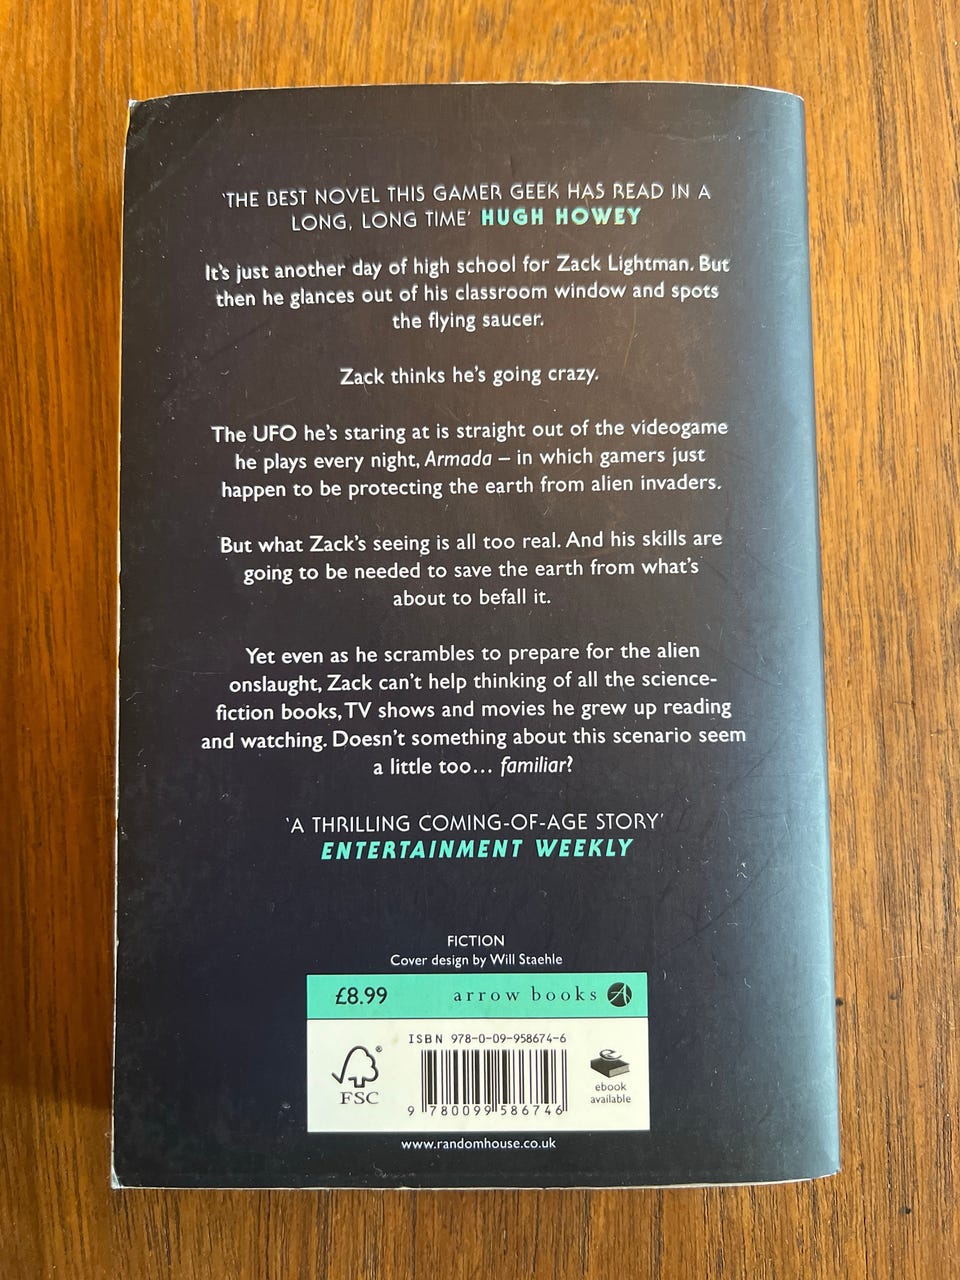 ‘THE BEST NOVEL THIS GAMER GEEK HAS READ IN A
LONG, LONG TIME’ HUGH HOWEY
It’s just another day of high school for Zack Lightman. But
then he glances out of his classroom window and spots
the flying saucer.
Zack thinks he’s going crazy.
The UFO he’s staring at is straight out of the videogame
he plays every night, Armada – in which gamers just
happen to be protecting the earth from alien invaders.
But what Zack’s seeing is all too real. And his skills are
going to be needed to save the earth from what’s
about to befall it.
Yet even as he scrambles to prepare for the alien
onslaught, Zack can’t help thinking of all the science-
fiction books, TV shows and movies he grew up reading
and watching. Doesn’t something about this scenario seem
a little too… familiar?
‘A THRILLING COMING-OF-AGE STORY’
ENTERTAINMENT WEEKLY
FICTION
Cover design by Will Staehle
£8.99 arrow books A
ISBN 978-0-09-958674-6
® FSC
ebook
available
9 780099 586746
www.randomhouse.co.uk